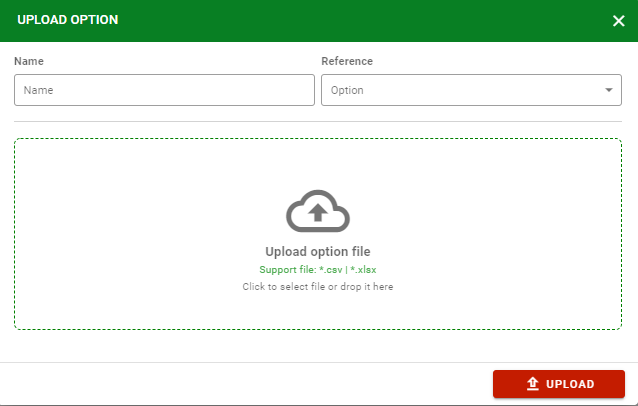 UPLOAD OPTION
Name Reference
Name Option
Upload option file
Support file: *.csv | *.xlsx
Click to select file or drop it here
UPLOAD